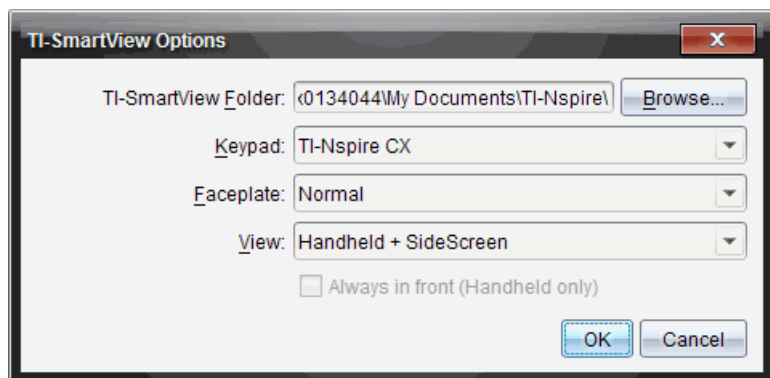 TI-SmartView Options
TI-SmartView Folder: x0134044\My Documents\TI-Nspire\ Browse...
Keypad: TI-Nspire CX
Faceplate: Normal
View: Handheld + SideScreen
Always in front (Handheld only)
OK Cancel